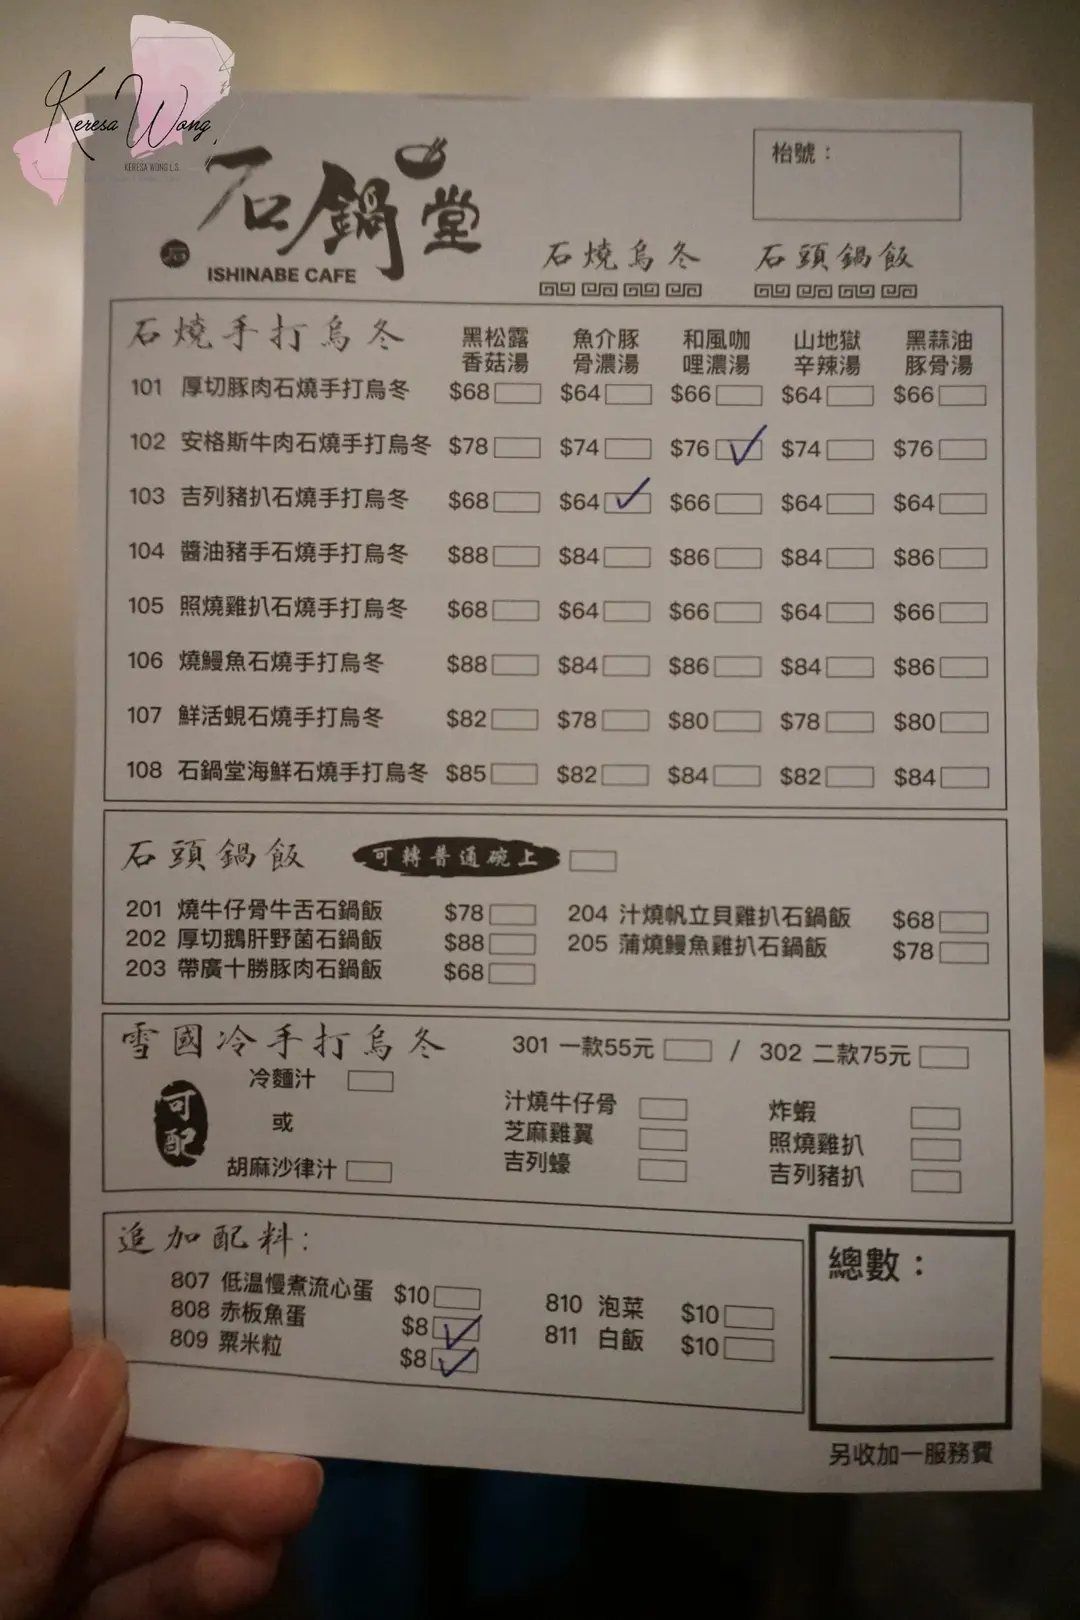 Keresa Wong.
KERESA WONG L.S.
石鍋堂
ISHINABE CAFE
枱號：
石燒烏冬 石頭鍋飯
石燒手打烏冬 黑松露香菇湯 魚介豚骨濃湯 和風咖哩濃湯 山地獄辛辣湯 黑蒜油豚骨湯
101 厚切豚肉石燒手打烏冬 $68 $64 $66 $64 $66
102 安格斯牛肉石燒手打烏冬 $78 $74 $76 $74 $76
103 吉列豬扒石燒手打烏冬 $68 $64 $66 $64 $64
104 醬油豬手石燒手打烏冬 $88 $84 $86 $84 $86
105 照燒雞扒石燒手打烏冬 $68 $64 $66 $64 $66
106 燒鰻魚石燒手打烏冬 $88 $84 $86 $84 $86
107 鮮活蜆石燒手打烏冬 $82 $78 $80 $78 $80
108 石鍋堂海鮮石燒手打烏冬 $85 $82 $84 $82 $84
石頭鍋飯 可轉普通碗上
201 燒牛仔骨牛舌石鍋飯 $78 204 汁燒帆立貝雞扒石鍋飯 $68
202 厚切鵝肝野菌石鍋飯 $88 205 蒲燒鰻魚雞扒石鍋飯 $78
203 帶廣十勝豚肉石鍋飯 $68
雪國冷手打烏冬 301 一款55元 / 302 二款75元
可配
冷麵汁
或
胡麻沙律汁
汁燒牛仔骨 炸蝦
芝麻雞翼 照燒雞扒
吉列蠔 吉列豬扒
追加配料:
807 低溫慢煮流心蛋 $10 810 泡菜 $10
808 赤板魚蛋 $8 811 白飯 $10
809 粟米粒 $8
總數：
另收加一服務費